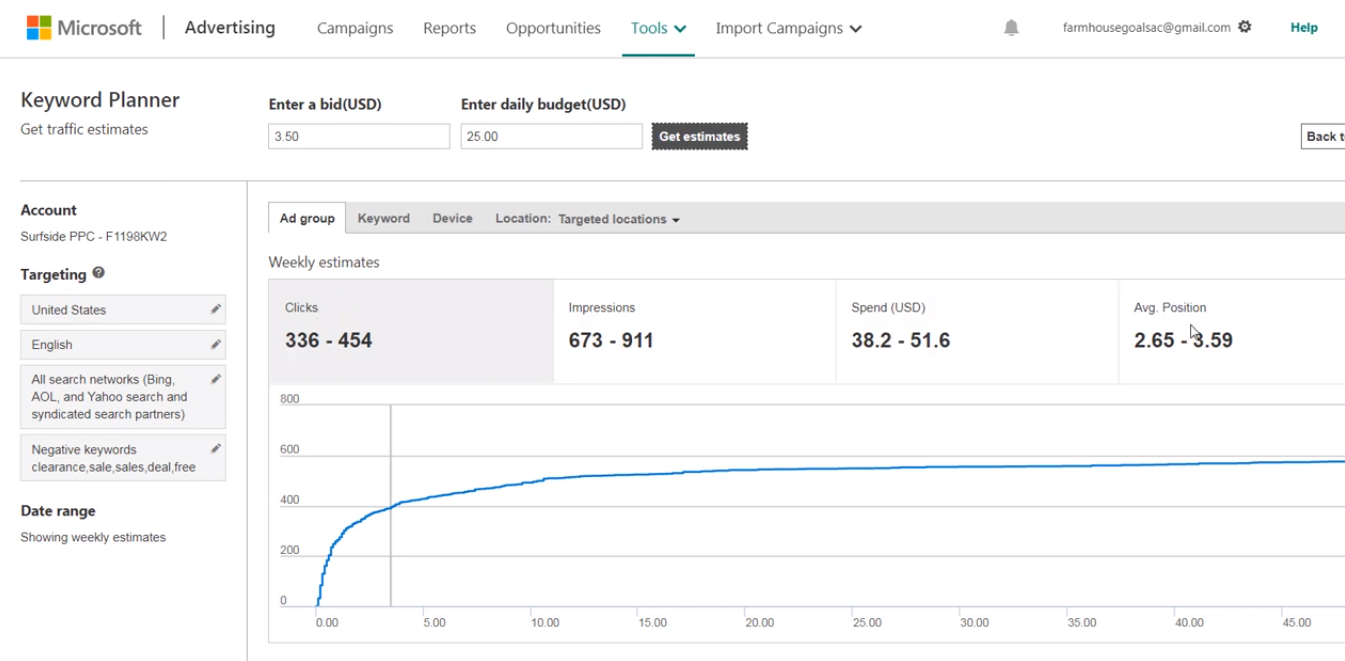 Microsoft | Advertising Campaigns Reports Opportunities Tools Import Campaigns farmhousegoalsac@gmail.com Help
Keyword Planner
Get traffic estimates
Enter a bid(USD) Enter daily budget(USD)
3.50 25.00 Get estimates Back t
Account
Surfside PPC - F1198KW2
Targeting
United States
English
All search networks (Bing,
AOL, and Yahoo search and
syndicated search partners)
Negative keywords
clearance,sale,sales,deal,free
Date range
Showing weekly estimates
Ad group Keyword Device Location: Targeted locations
Weekly estimates
Clicks Impressions Spend (USD) Avg. Position
336 - 454 673 - 911 38.2 - 51.6 2.65 - 3.59
800
600
400
200
0
0.00 5.00 10.00 15.00 20.00 25.00 30.00 35.00 40.00 45.00